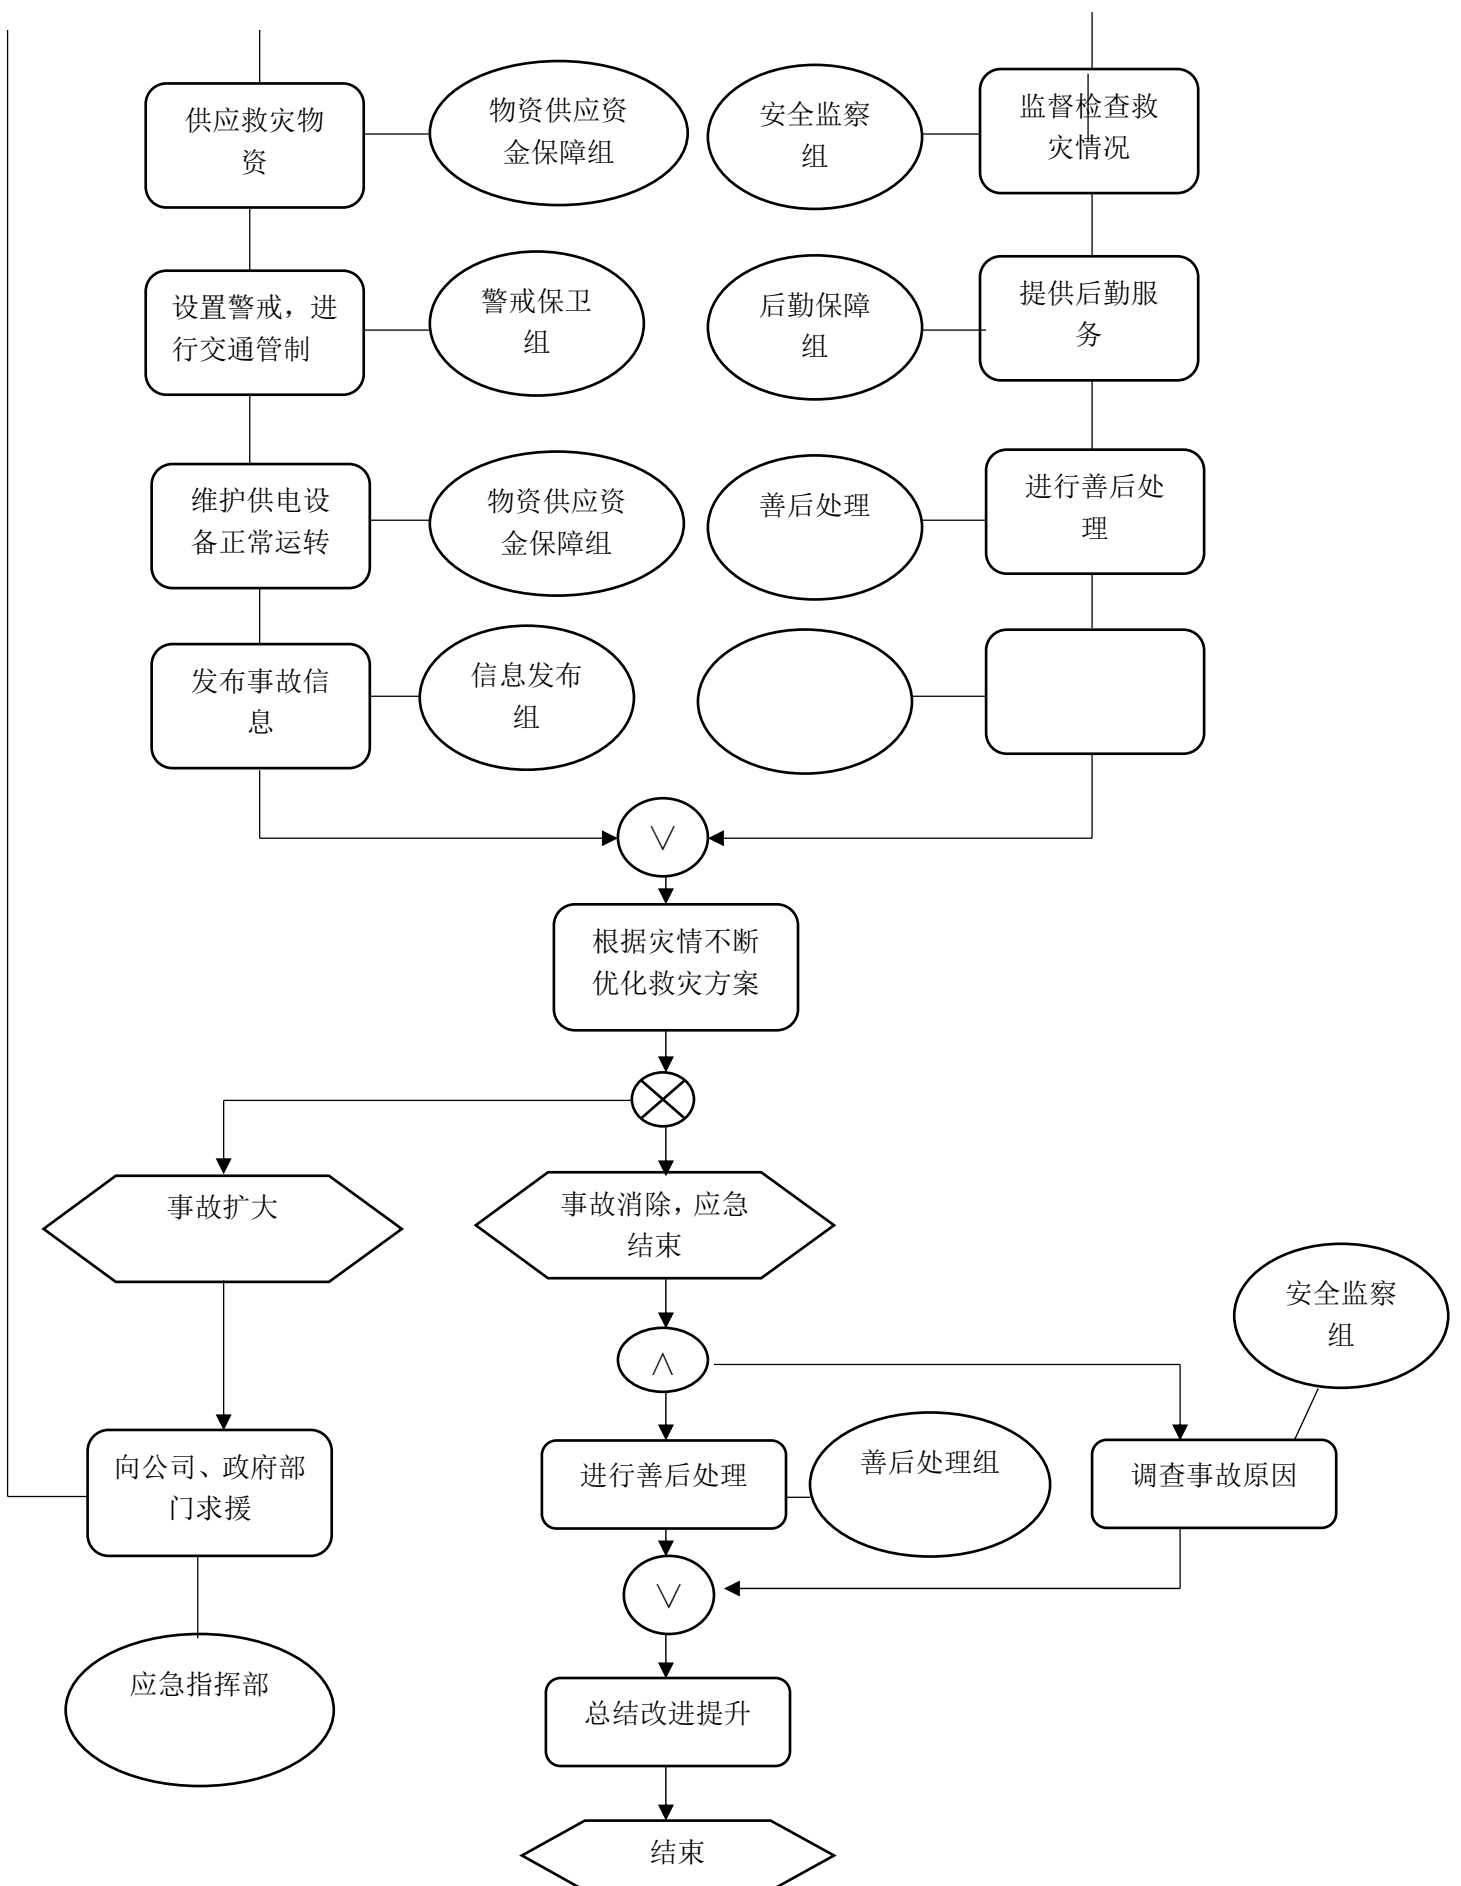 供应救灾物
资
物资供应资
金保障组
安全监察
组
监督检查救
灾情况
设置警戒，进
行交通管制
警戒保卫
组
后勤保障
组
提供后勤服
务
维护供电设
备正常运转
物资供应资
金保障组
善后处理
进行善后处
理
发布事故信
息
信息发布
组
∨
根据灾情不断
优化救灾方案
事故扩大
事故消除，应急
结束
安全监察
组
∧
向公司、政府部
门求援
进行善后处理
善后处理组
调查事故原因
∨
应急指挥部
总结改进提升
结束